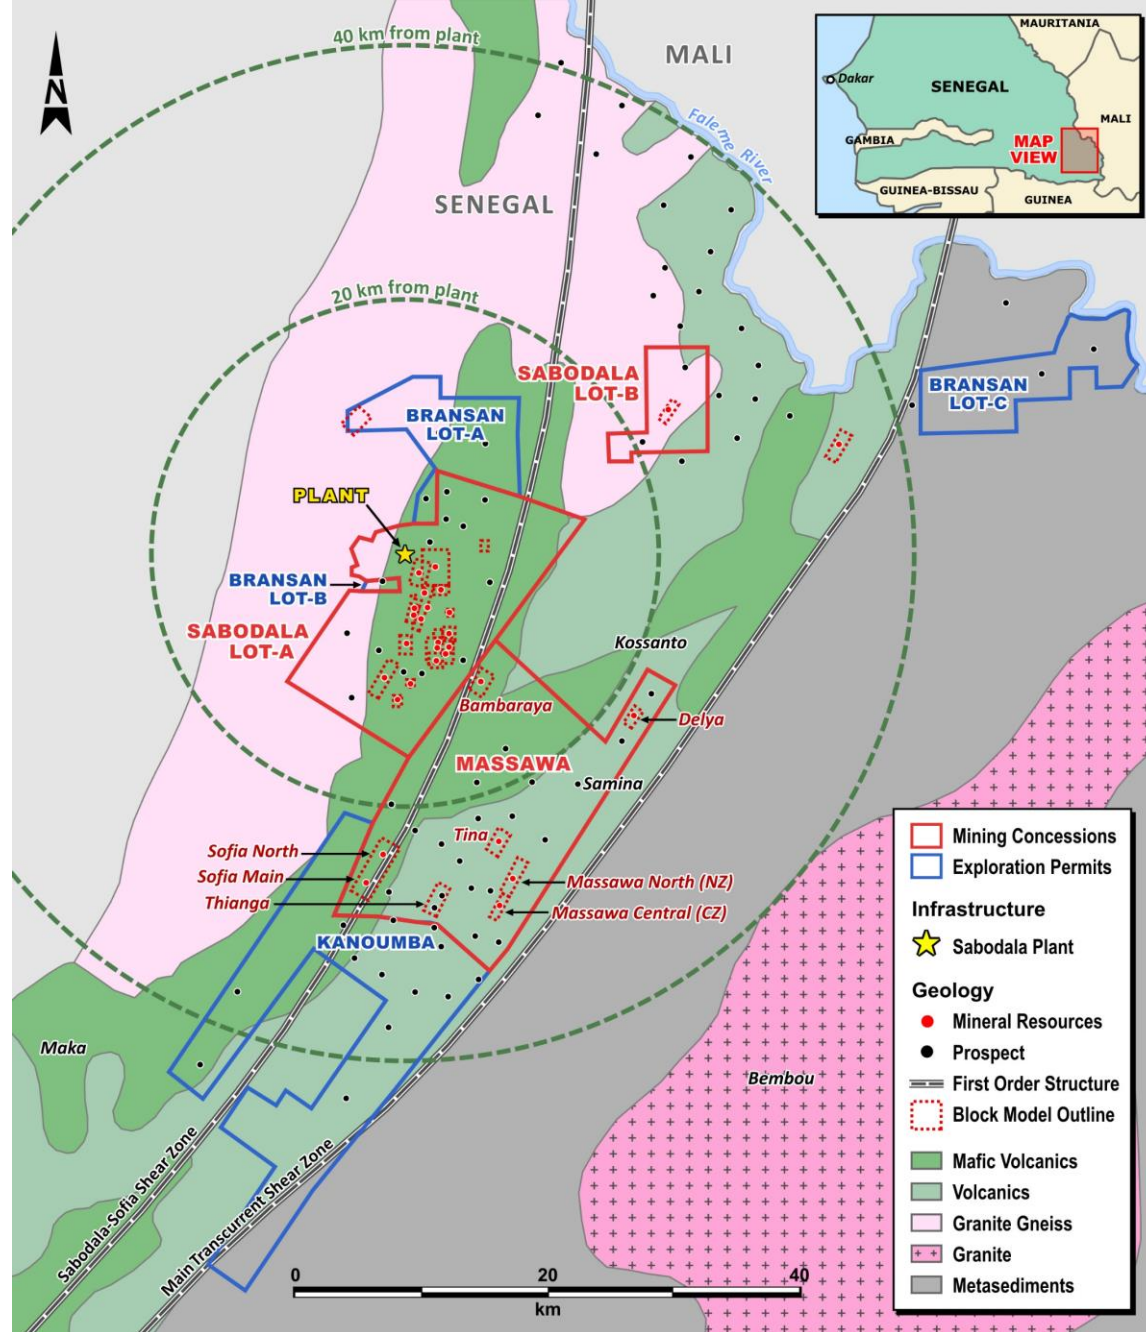 40 km from plant
MALI
N
Faleme River
SENEGAL
20 km from plant
MAURITANIA
Dakar
SENEGAL
MALI
GAMBIA
MAP
VIEW
GUINEA-BISSAU
GUINEA
SABODALA
LOT-B
BRANSAN
LOT-A
BRANSAN
LOT-C
PLANT
BRANSAN
LOT-B
SABODALA
LOT-A
Kossanto
Bambaraya
Delya
MASSAWA
Samina
Tina
Sofia North
Sofia Main
Thianga
Massawa North (NZ)
Massawa Central (CZ)
KANOUMBA
Maka
Bembou
Sabodala-Sofia Shear Zone
Main Transcurrent Shear Zone
0 20 40
km
Mining Concessions
Exploration Permits
Infrastructure
Sabodala Plant
Geology
Mineral Resources
Prospect
First Order Structure
Block Model Outline
Mafic Volcanics
Volcanics
Granite Gneiss
Granite
Metasediments